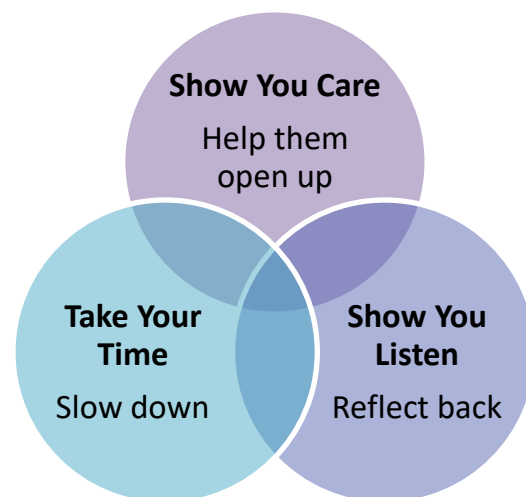 Show You Care
Help them
open up
Take Your
Time
Slow down
Show You
Listen
Reflect back